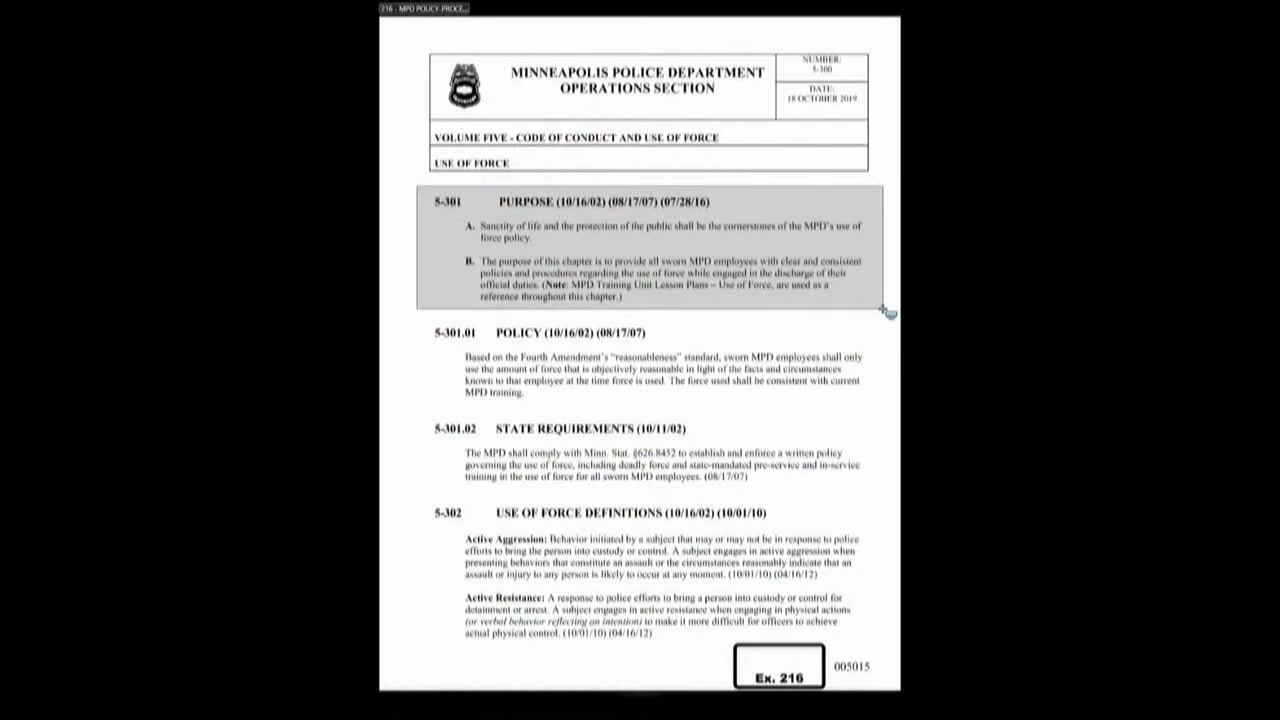 216 - MPD POLICY-PROCE...
MINNEAPOLIS POLICE DEPARTMENT
OPERATIONS SECTION
NUMBER:
5-300
DATE:
18 OCTOBER 2019
VOLUME FIVE - CODE OF CONDUCT AND USE OF FORCE
USE OF FORCE
5-301 PURPOSE (10/16/02) (08/17/07) (07/28/16)
A. Sanctity of life and the protection of the public shall be the cornerstones of the MPD's use of
force policy.
B. The purpose of this chapter is to provide all sworn MPD employees with clear and consistent
policies and procedures regarding the use of force while engaged in the discharge of their
official duties. (Note: MPD Training Unit Lesson Plans – Use of Force, are used as a
reference throughout this chapter.)
5-301.01 POLICY (10/16/02) (08/17/07)
Based on the Fourth Amendment's "reasonableness" standard, sworn MPD employees shall only
use the amount of force that is objectively reasonable in light of the facts and circumstances
known to that employee at the time force is used. The force used shall be consistent with current
MPD training.
5-301.02 STATE REQUIREMENTS (10/11/02)
The MPD shall comply with Minn. Stat. §626.8452 to establish and enforce a written policy
governing the use of force, including deadly force and state-mandated pre-service and in-service
training in the use of force for all sworn MPD employees. (08/17/07)
5-302 USE OF FORCE DEFINITIONS (10/16/02) (10/01/10)
Active Aggression: Behavior initiated by a subject that may or may not be in response to police
efforts to bring the person into custody or control. A subject engages in active aggression when
presenting behaviors that constitute an assault or the circumstances reasonably indicate that an
assault or injury to any person is likely to occur at any moment. (10/01/10) (04/16/12)
Active Resistance: A response to police efforts to bring a person into custody or control for
detainment or arrest. A subject engages in active resistance when engaging in physical actions
(or verbal behavior reflecting an intention) to make it more difficult for officers to achieve
actual physical control. (10/01/10) (04/16/12)
Ex. 216
005015